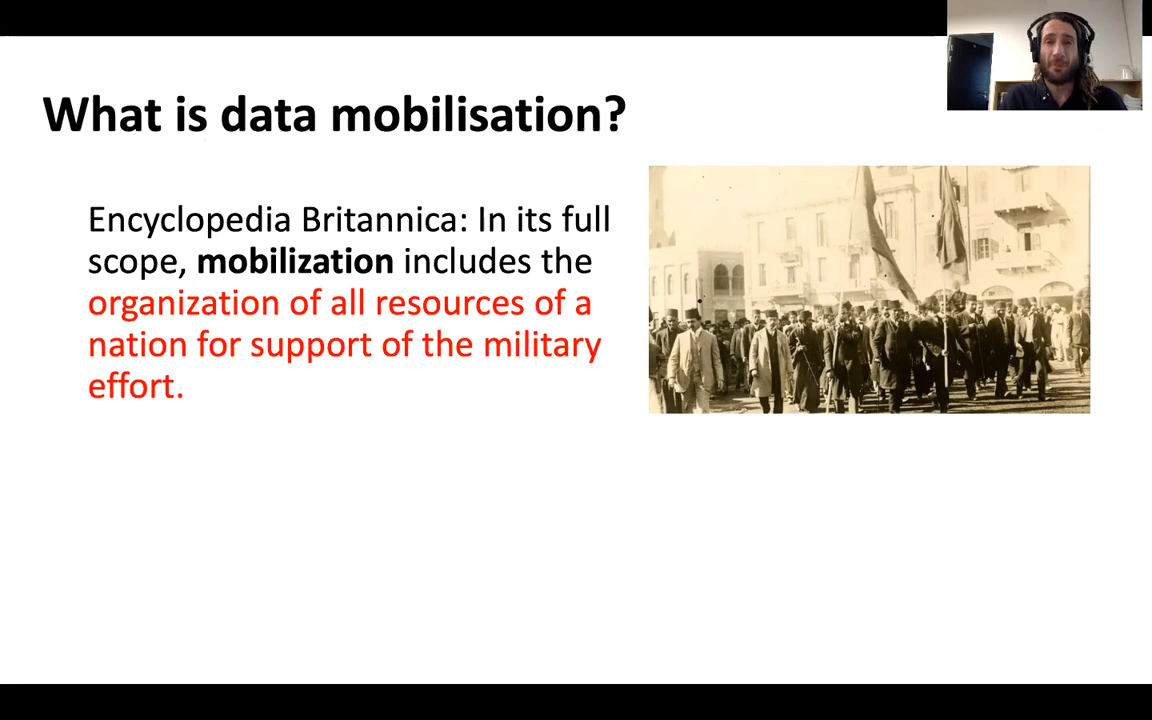 What is data mobilisation?
Encyclopedia Britannica: In its full
scope, mobilization includes the
organization of all resources of a
nation for support of the military
effort.